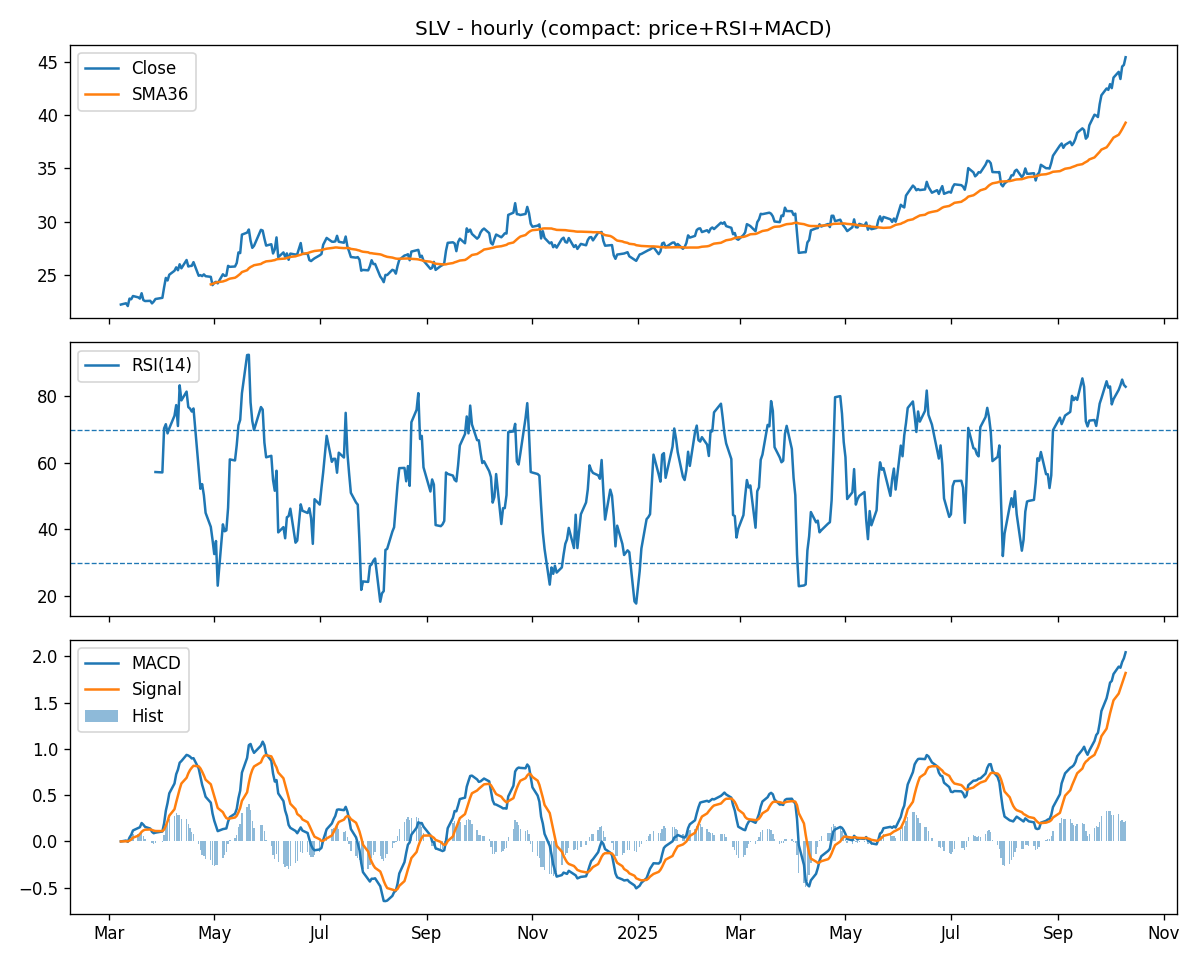 SLV - hourly (compact: price+RSI+MACD)
Close
SMA36
45
40
35
30
25
RSI(14)
80
60
40
20
MACD
Signal
Hist
2.0
1.5
1.0
0.5
0.0
−0.5
Mar May Jul Sep Nov 2025 Mar May Jul Sep Nov